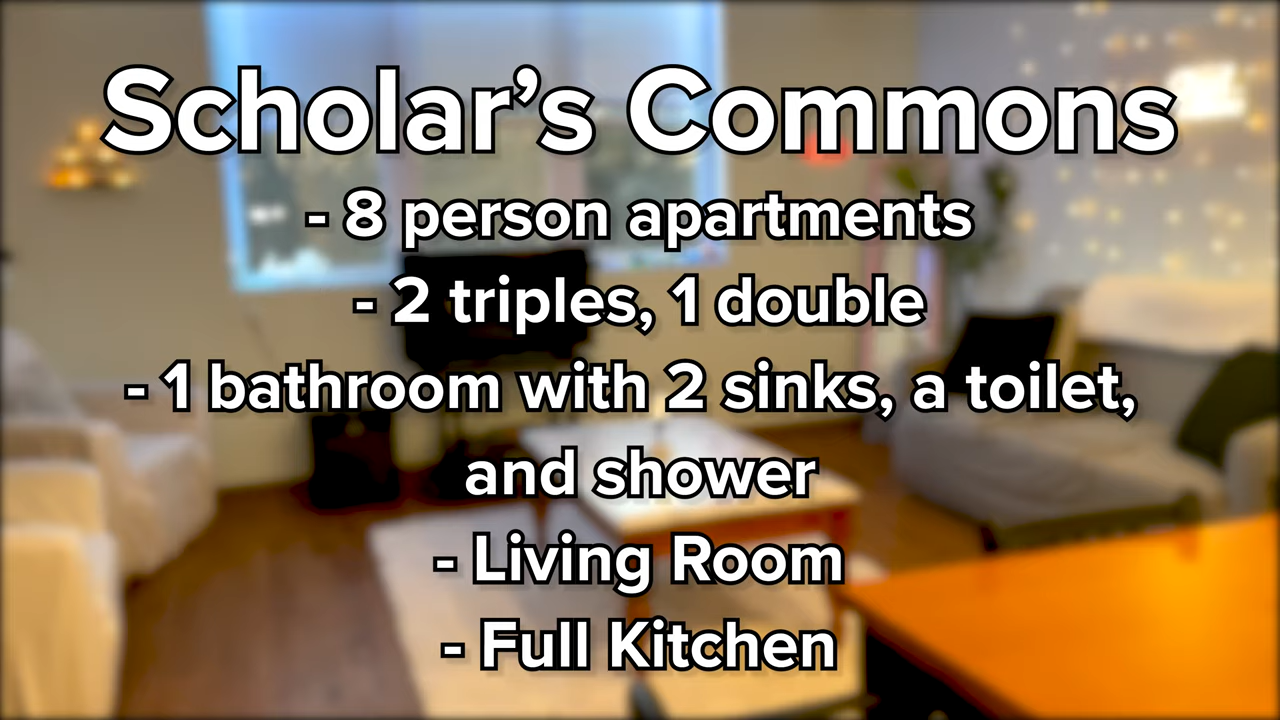 Scholar’s Commons
- 8 person apartments
- 2 triples, 1 double
- 1 bathroom with 2 sinks, a toilet,
and shower
- Living Room
- Full Kitchen